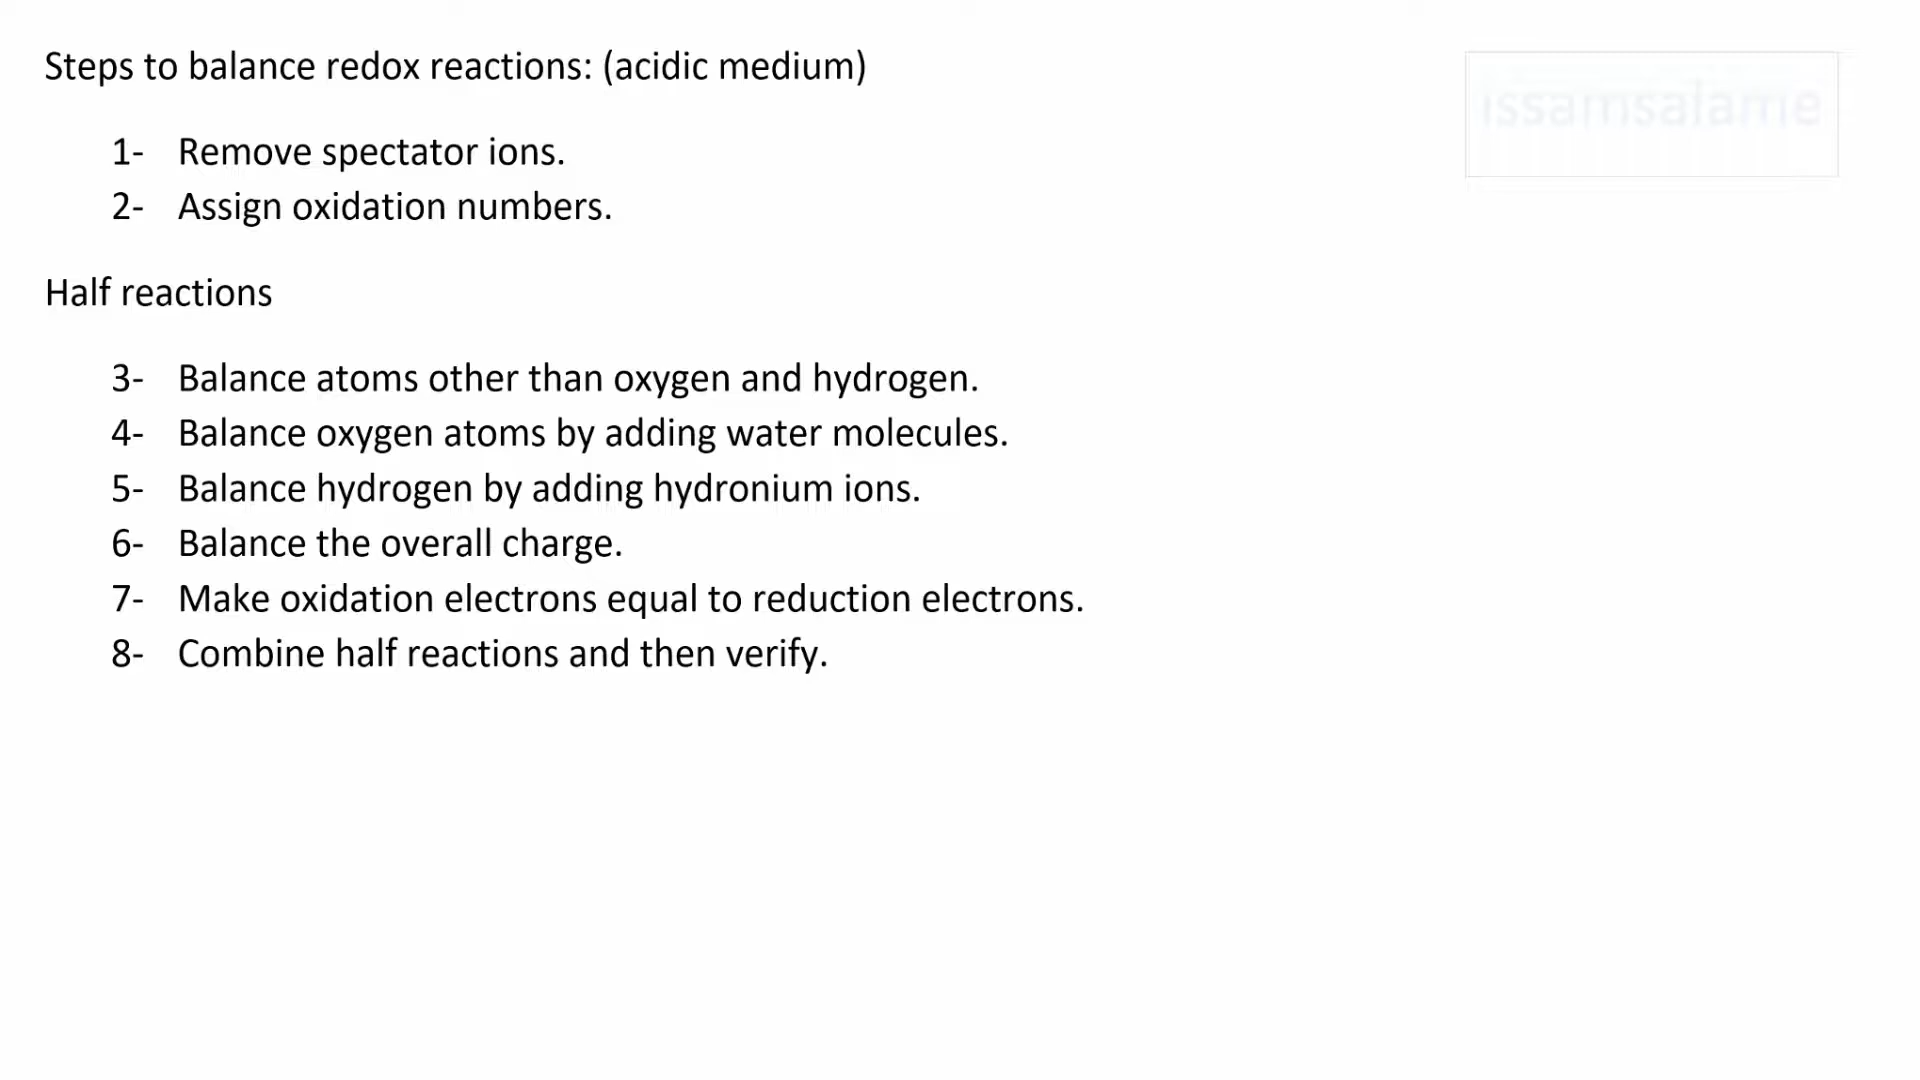 Steps to balance redox reactions: (acidic medium)
issamsalame
1- Remove spectator ions.
2- Assign oxidation numbers.
Half reactions
3- Balance atoms other than oxygen and hydrogen.
4- Balance oxygen atoms by adding water molecules.
5- Balance hydrogen by adding hydronium ions.
6- Balance the overall charge.
7- Make oxidation electrons equal to reduction electrons.
8- Combine half reactions and then verify.